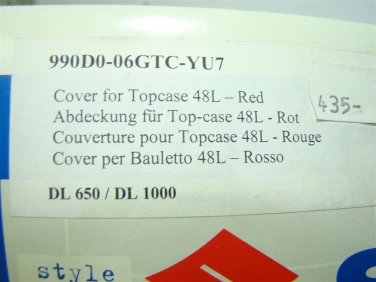 990D0-06GTC-YU7
Cover for Topcase 48L – Red
435-
Abdeckung für Top-case 48L - Rot
Couverture pour Topcase 48L - Rouge
Cover per Bauletto 48L – Rosso
DL 650 / DL 1000
style